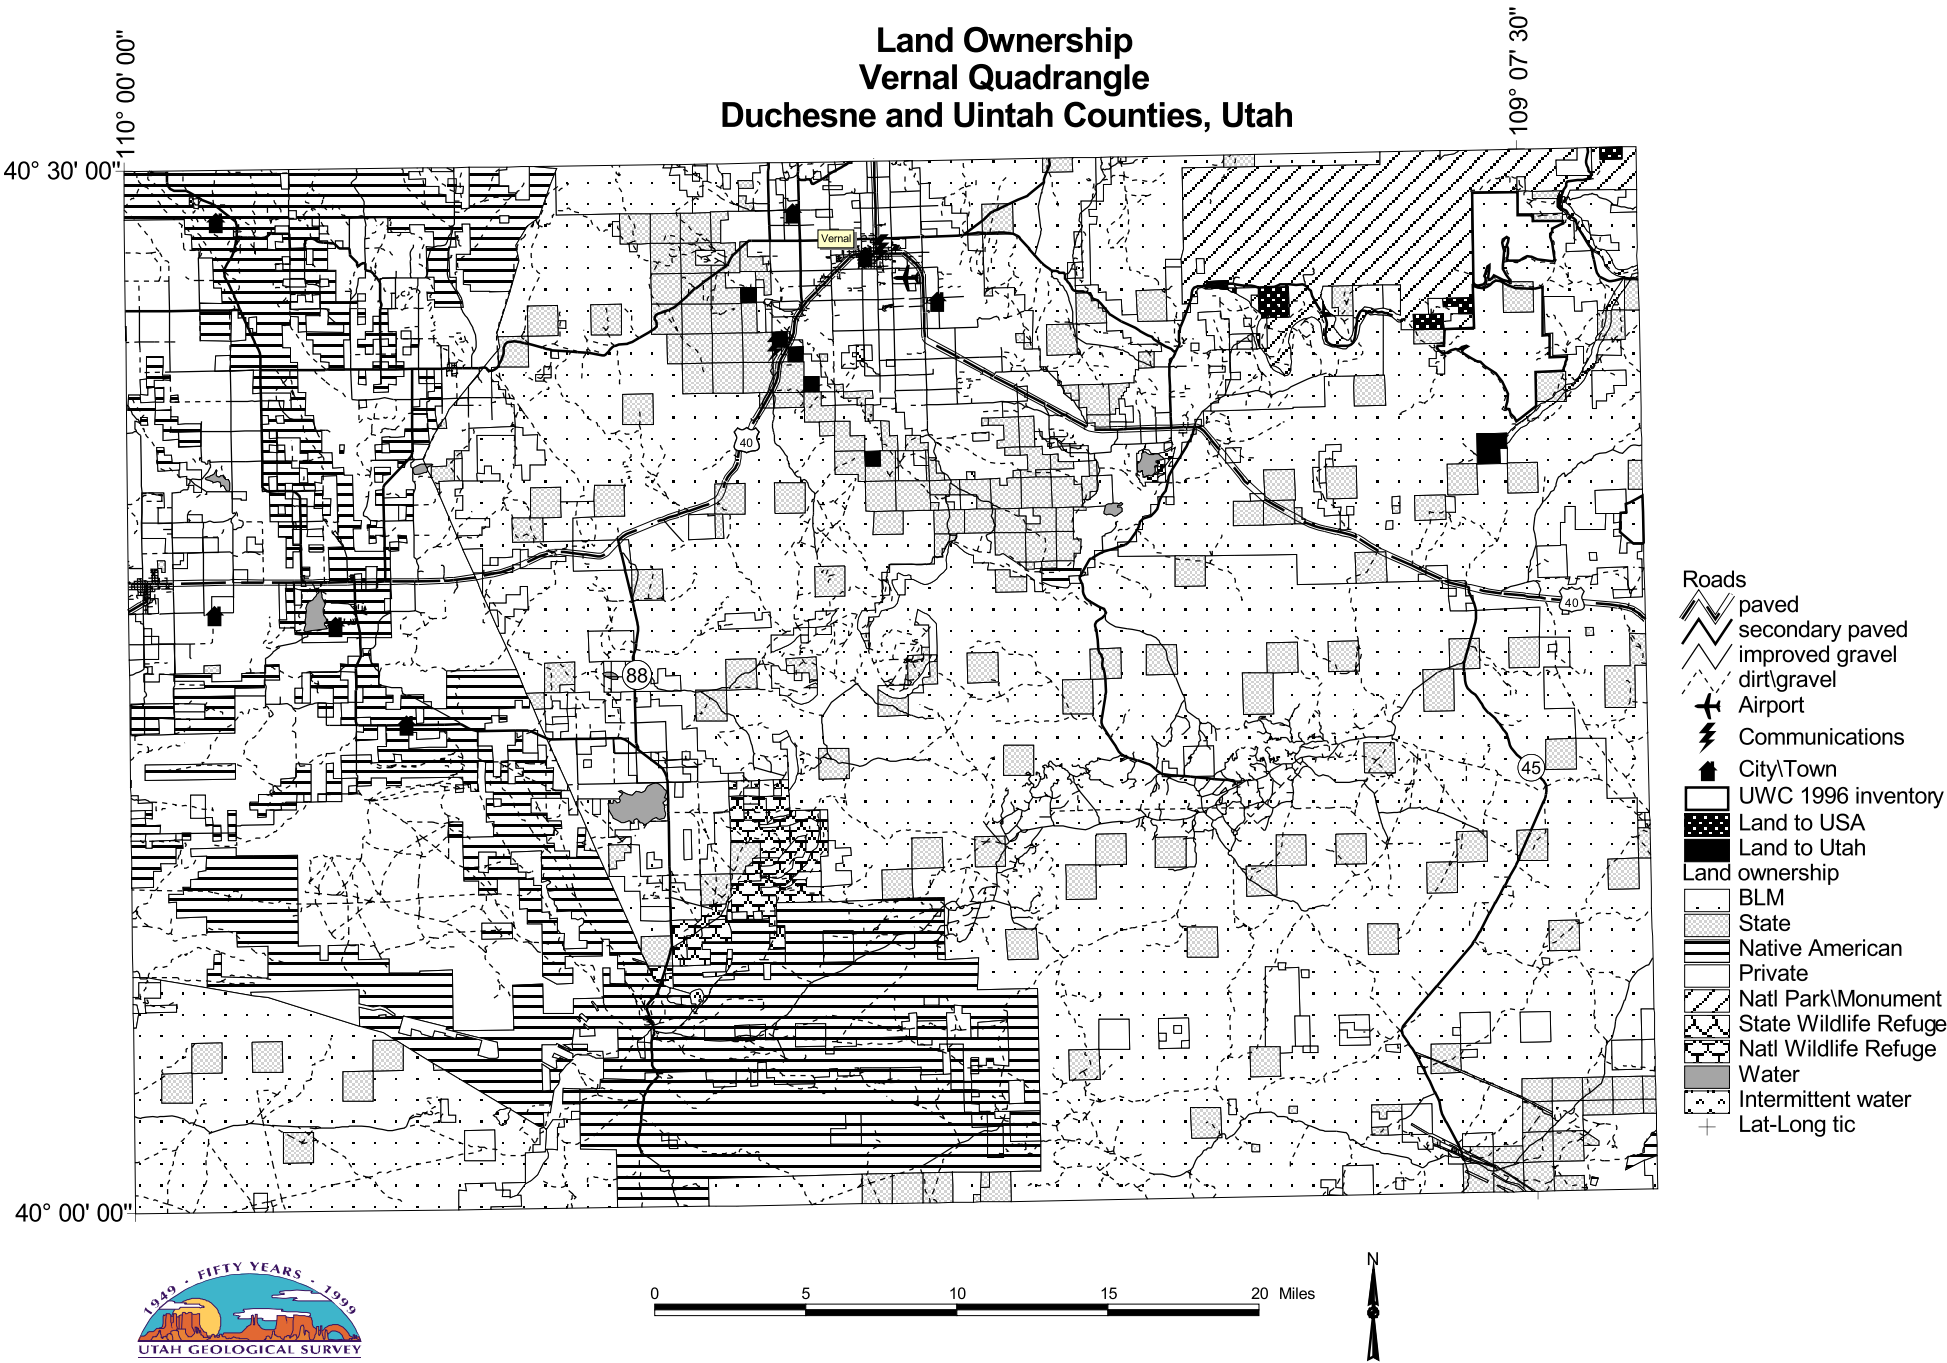 Land Ownership
Vernal Quadrangle
Duchesne and Uintah Counties, Utah
110° 00' 00"
109° 07' 30"
40° 30' 00"
Vernal
40
88
40
45
40° 00' 00"
Roads
paved
secondary paved
improved gravel
dirt\gravel
Airport
Communications
City\Town
UWC 1996 inventory
Land to USA
Land to Utah
Land ownership
BLM
State
Native American
Private
Natl Park\Monument
State Wildlife Refuge
Natl Wildlife Refuge
Water
Intermittent water
Lat-Long tic
1949 - FIFTY YEARS - 1999
UTAH GEOLOGICAL SURVEY
0 5 10 15 20 Miles
N